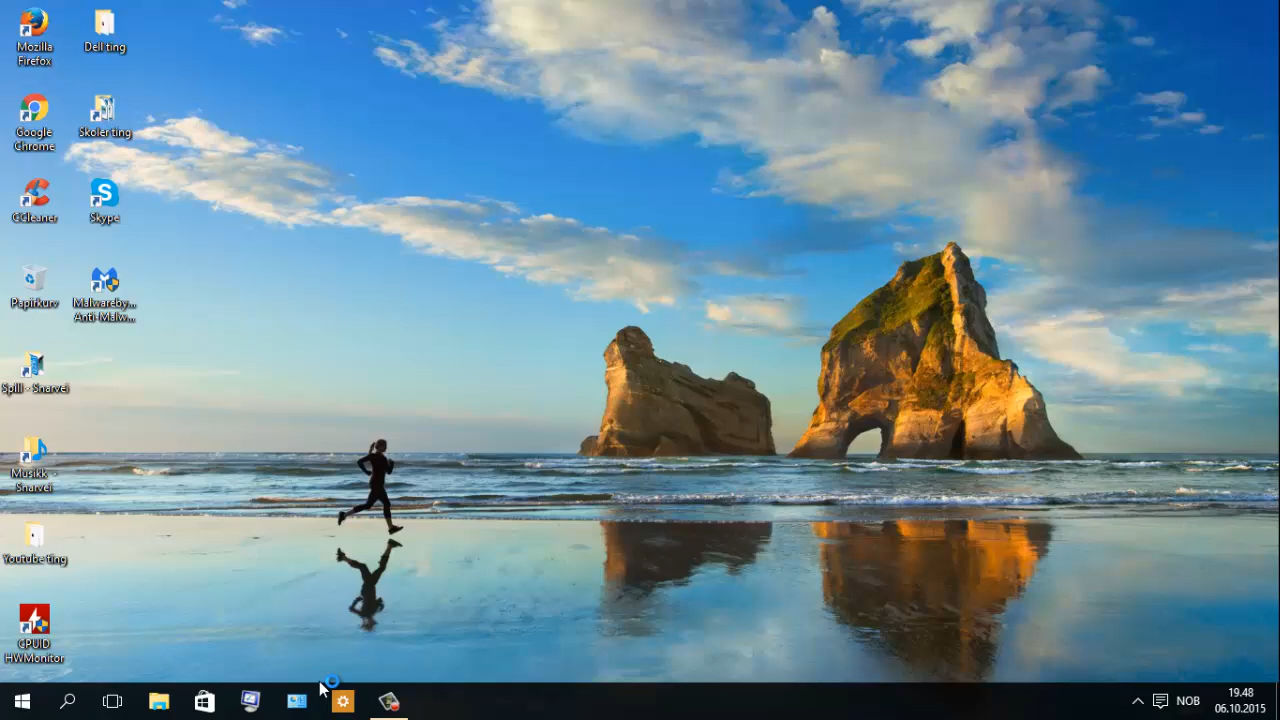 Mozilla
Firefox
Dell ting
Google
Chrome
Skoler ting
CCleaner
Skype
Papirkurv
Malwareby...
Anti-Malw...
Spill - Snarvei
Musikk -
Snarvei
Youtube ting
CPUID
HWMonitor
NOB
19.48
06.10.2015